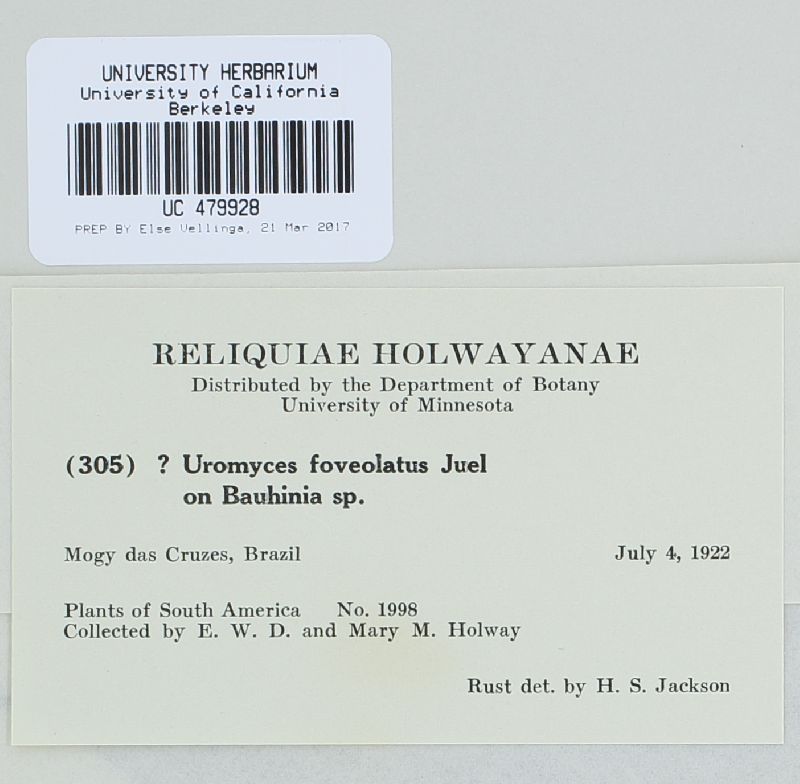 UNIVERSITY HERBARIUM
University of California
Berkeley
UC 479928
PREP BY Else Vellinga, 21 Mar 2017
RELIQUIAE HOLWAYANAE
Distributed by the Department of Botany
University of Minnesota
(305) ? Uromyces foveolatus Juel
on Bauhinia sp.
Mogy das Cruzes, Brazil July 4, 1922
Plants of South America No. 1998
Collected by E. W. D. and Mary M. Holway
Rust det. by H. S. Jackson